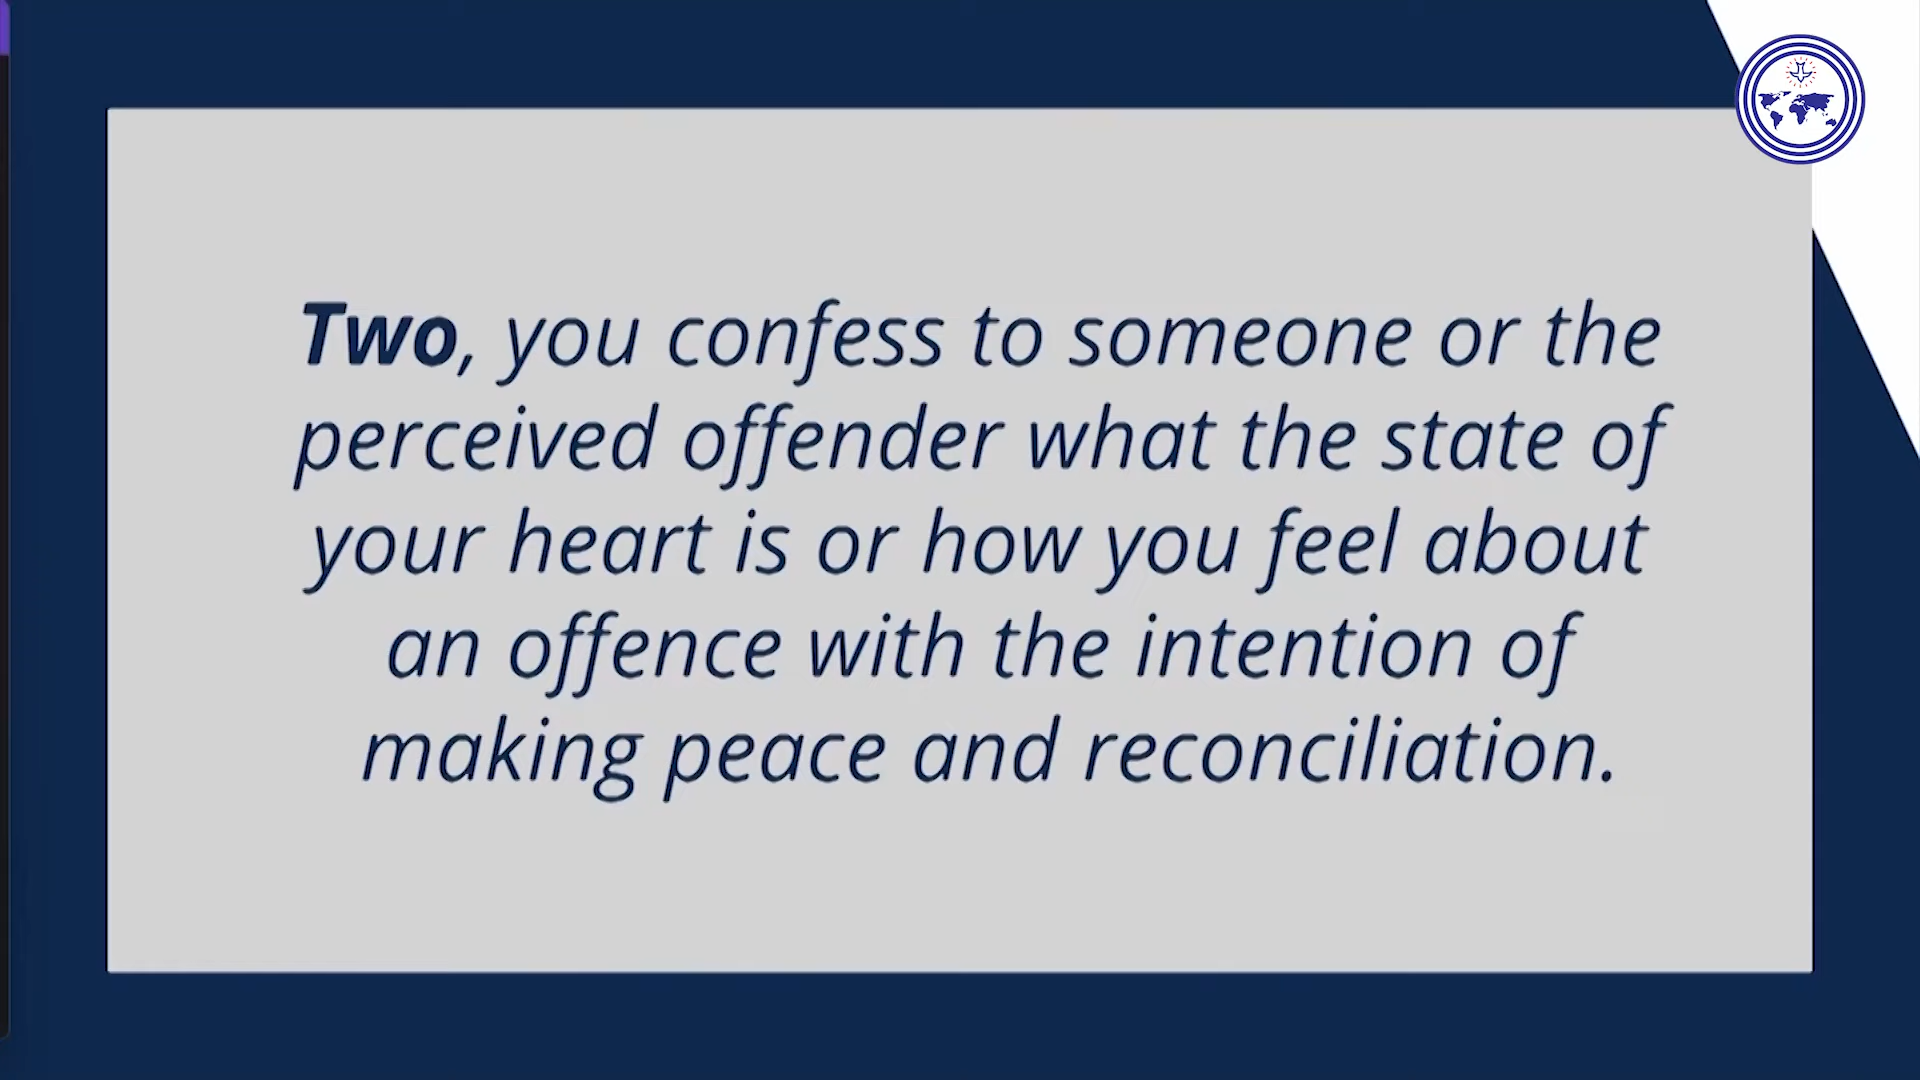 Two, you confess to someone or the
perceived offender what the state of
your heart is or how you feel about
an offence with the intention of
making peace and reconciliation.